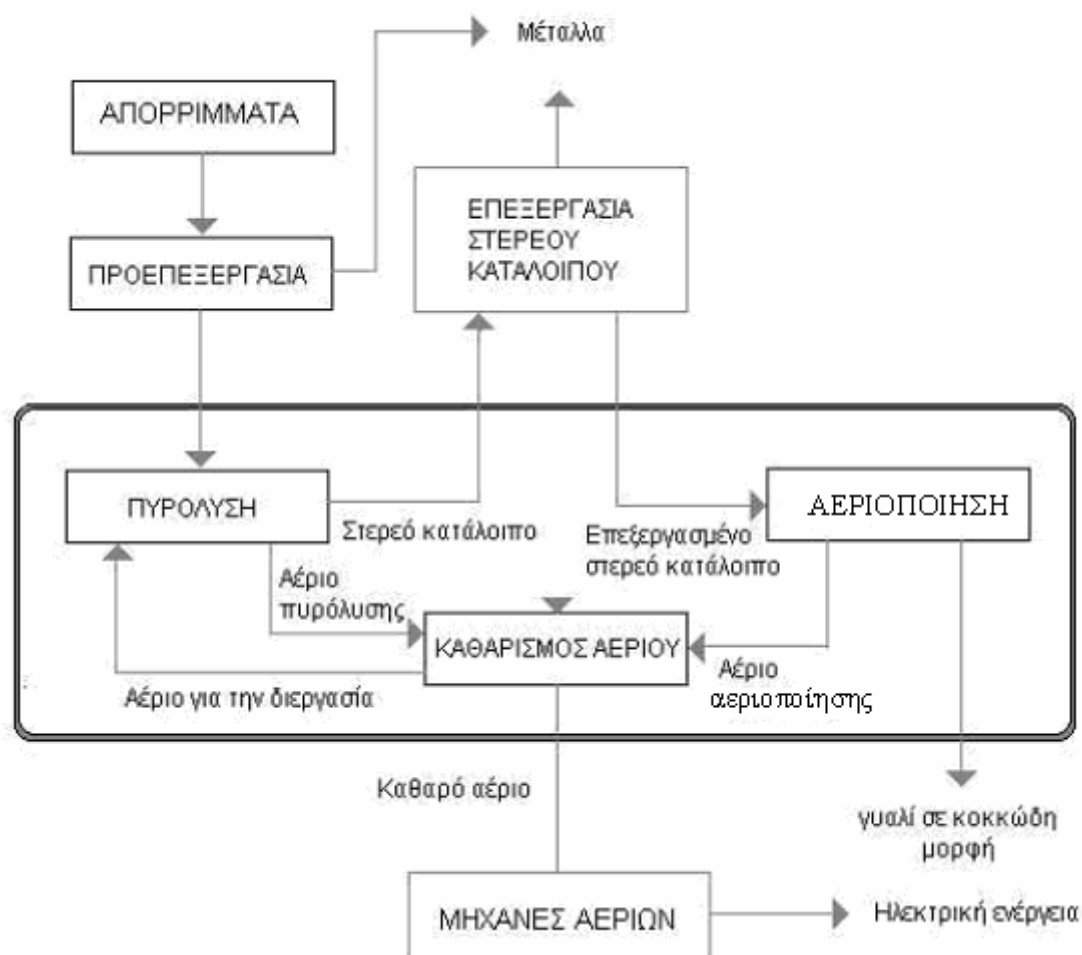 Μέταλλα
ΑΠΟΡΡΙΜΜΑΤΑ
ΕΠΕΞΕΡΓΑΣΙΑ
ΣΤΕΡΕΟΥ
ΚΑΤΑΛΟΙΠΟΥ
ΠΡΟΕΠΕΞΕΡΓΑΣΙΑ
ΠΥΡΟΛΥΣΗ
ΑΕΡΙΟΠΟΙΗΣΗ
Στερεό κατάλοιπο
Επεξεργασμένο
στερεό κατάλοιπο
Αέριο
πυρόλυσης
ΚΑΘΑΡΙΣΜΟΣ ΑΕΡΙΟΥ
Αέριο για την διεργασία
Αέριο
αεριοποίησης
Καθαρό αέριο
γυαλί σε κοκκώδη
μορφή
ΜΗΧΑΝΕΣ ΑΕΡΙΩΝ
Ηλεκτρική ενέργεια